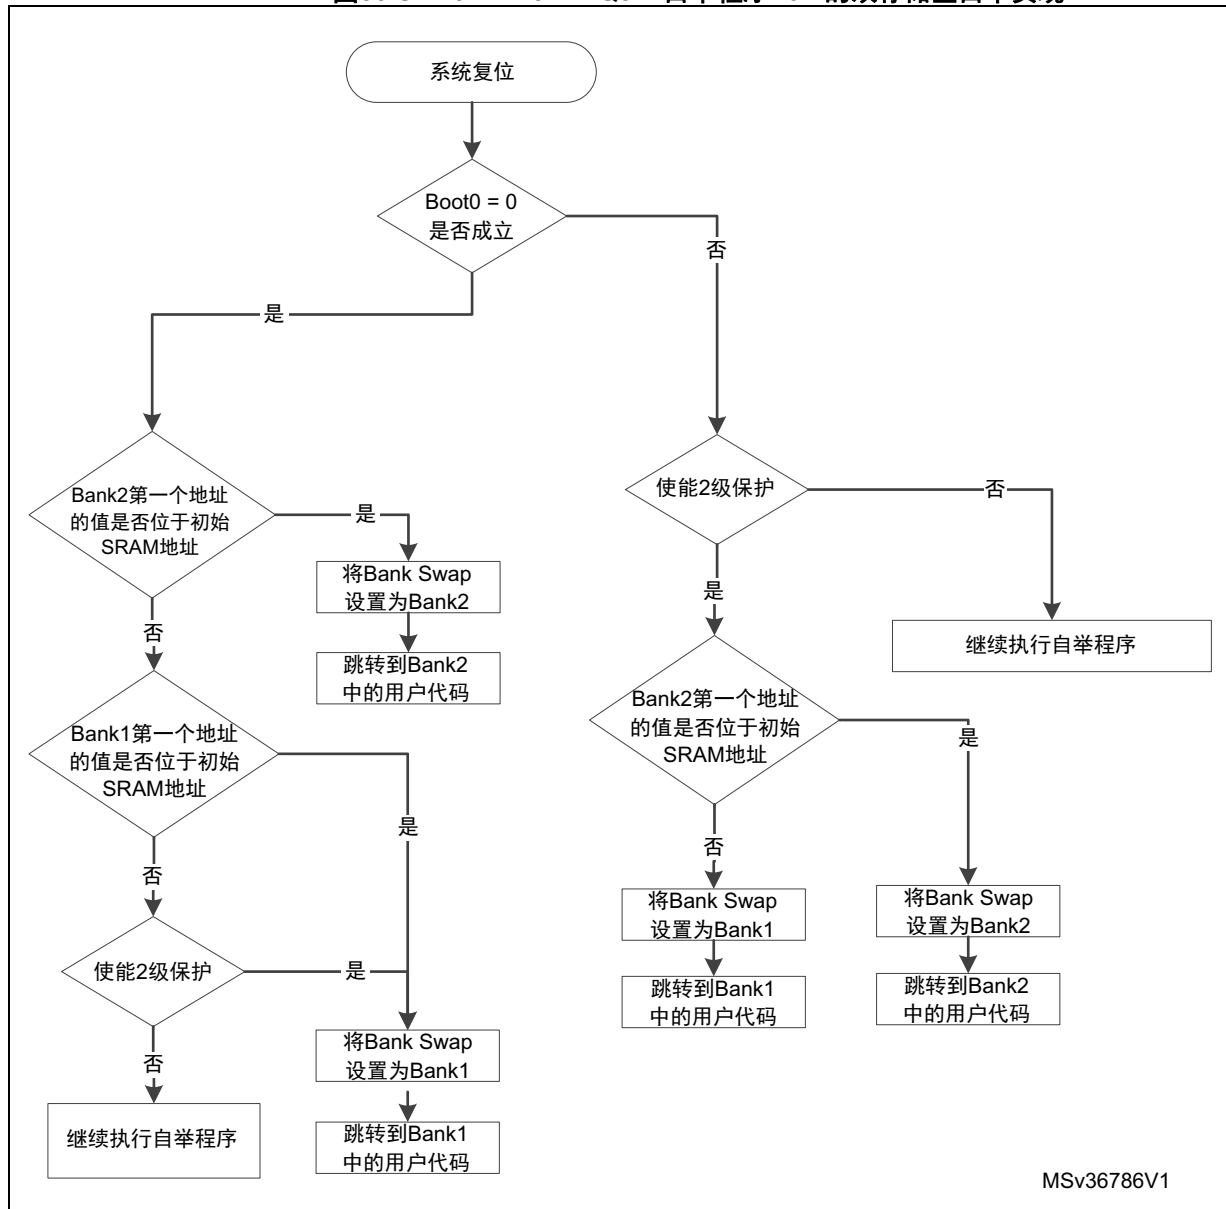 系统复位
Boot0 = 0
是否成立
否
是
Bank2第一个地址
的值是否位于初始
SRAM地址
是
将Bank Swap
设置为Bank2
跳转到Bank2
中的用户代码
否
Bank1第一个地址
的值是否位于初始
SRAM地址
是
否
使能2级保护
是
将Bank Swap
设置为Bank1
跳转到Bank1
中的用户代码
否
继续执行自举程序
使能2级保护
否
继续执行自举程序
是
Bank2第一个地址
的值是否位于初始
SRAM地址
是
否
将Bank Swap
设置为Bank1
跳转到Bank1
中的用户代码
将Bank Swap
设置为Bank2
跳转到Bank2
中的用户代码
MSv36786V1